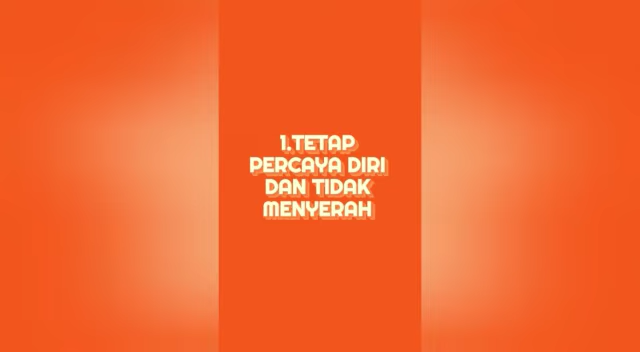 1.TETAP
PERCAYA DIRI
DAN TIDAK
MENYERAH